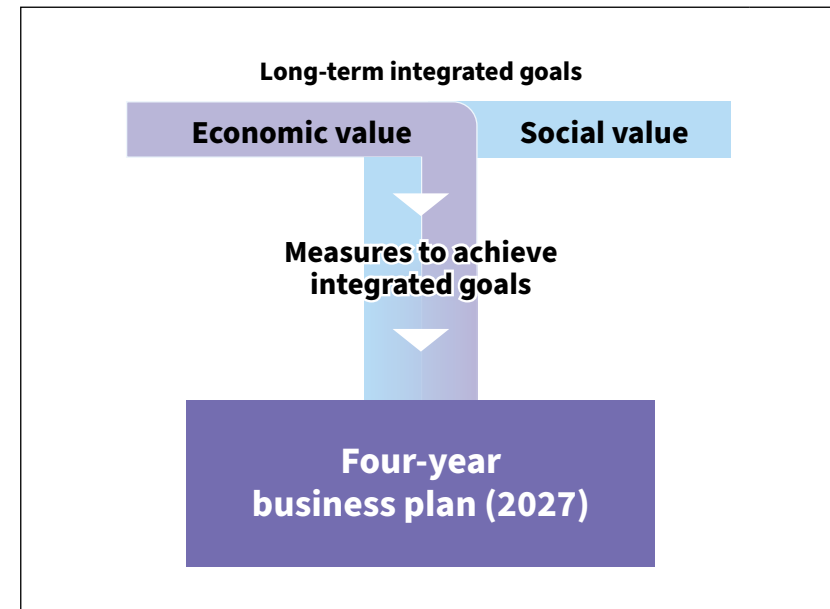 Long-term integrated goals
Economic value
Social value
Measures to achieve
integrated goals
Four-year
business plan (2027)